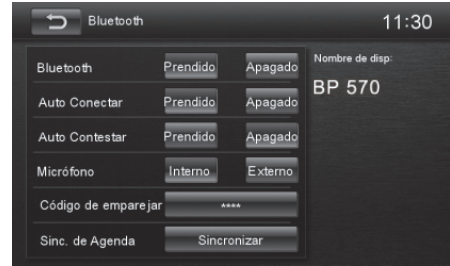 Bluetooth 11:30
Bluetooth Prendido Apagado
Nombre de disp:
BP 570
Auto Conectar Prendido Apagado
Auto Contestar Prendido Apagado
Micrófono Interno Externo
Código de emparejar ****
Sinc. de Agenda Sincronizar